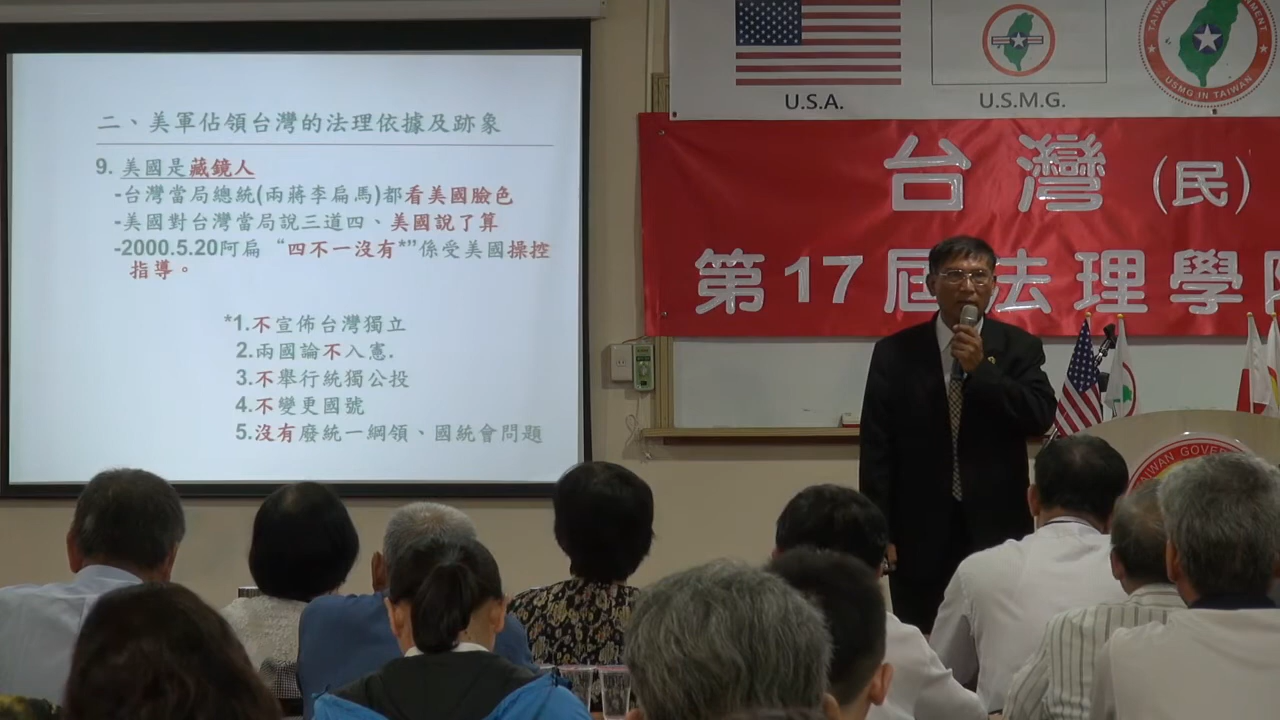 二、美軍佔領台灣的法理依據及跡象
9. 美國是藏鏡人
-台灣當局總統(兩蔣李扁馬)都看美國臉色
-美國對台灣當局說三道四、美國說了算
-2000.5.20阿扁 “四不一沒有*”係受美國操控
指導。
*1.不宣佈台灣獨立
2.兩國論不入憲.
3.不舉行統獨公投
4.不變更國號
5.沒有廢統一綱領、國統會問題
U.S.A.
U.S.M.G.
USMG IN TAIWAN
台灣(民)
第17屆法理學院
TAIWAN GOVER